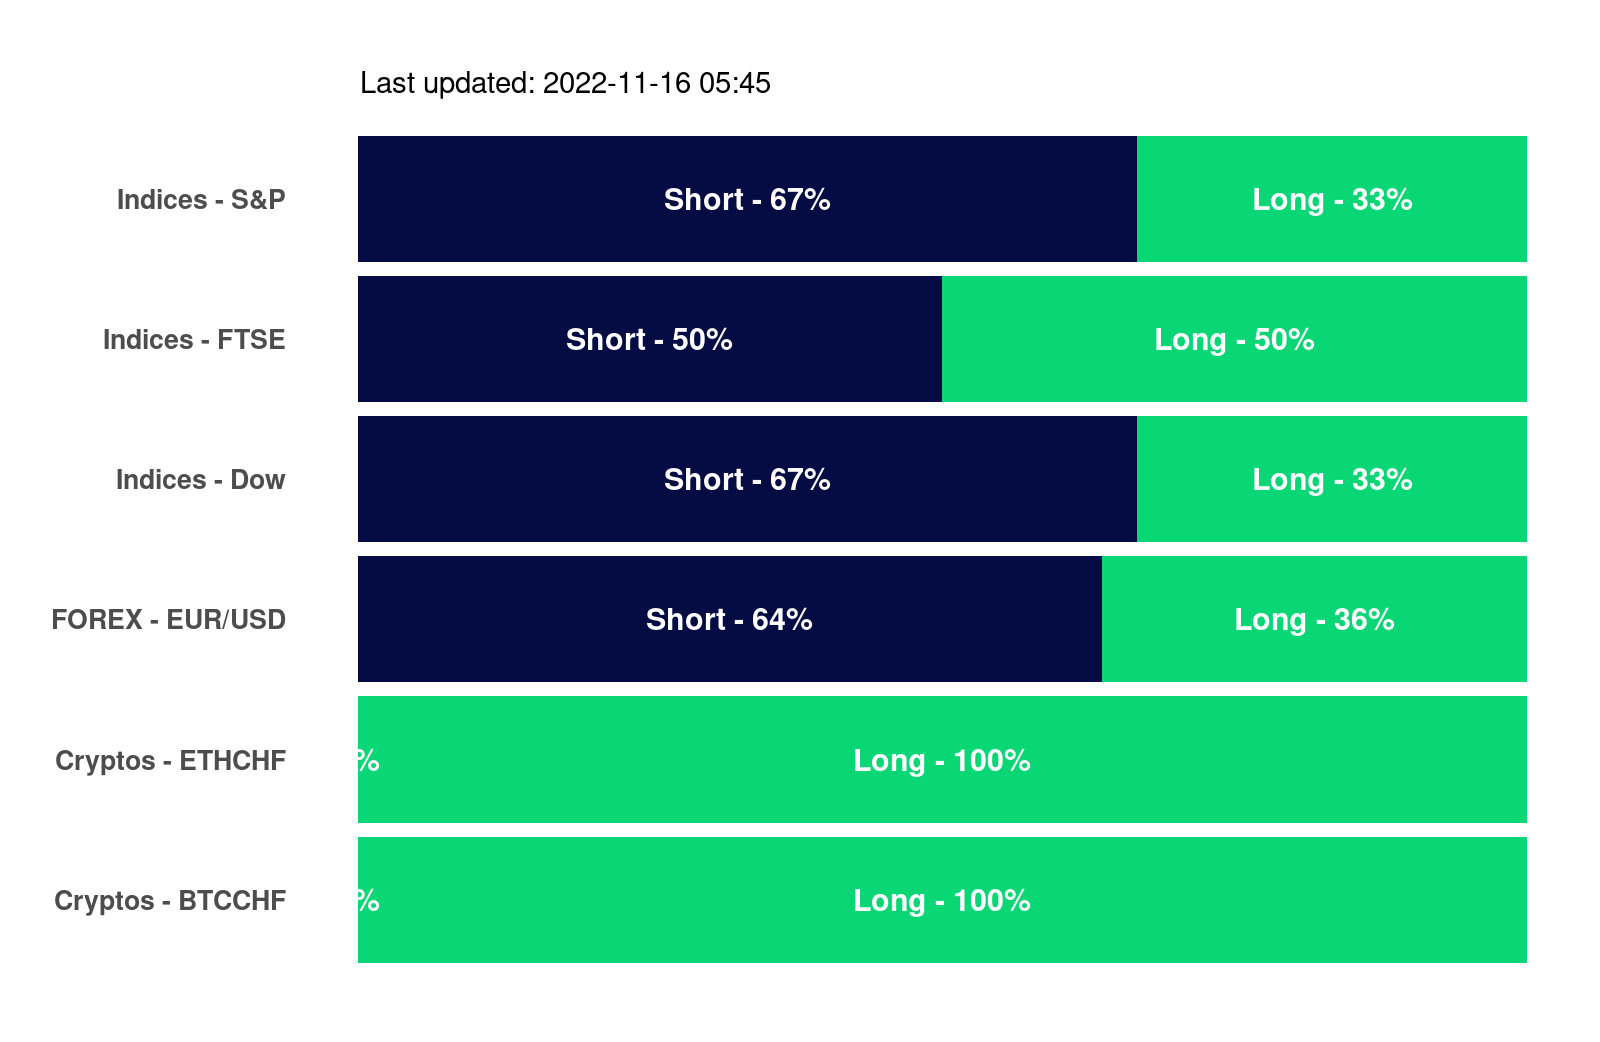 Last updated: 2022-11-16 05:45
Indices - S&P Short - 67% Long - 33%
Indices - FTSE Short - 50% Long - 50%
Indices - Dow Short - 67% Long - 33%
FOREX - EUR/USD Short - 64% Long - 36%
Cryptos - ETHCHF % Long - 100%
Cryptos - BTCCHF % Long - 100%